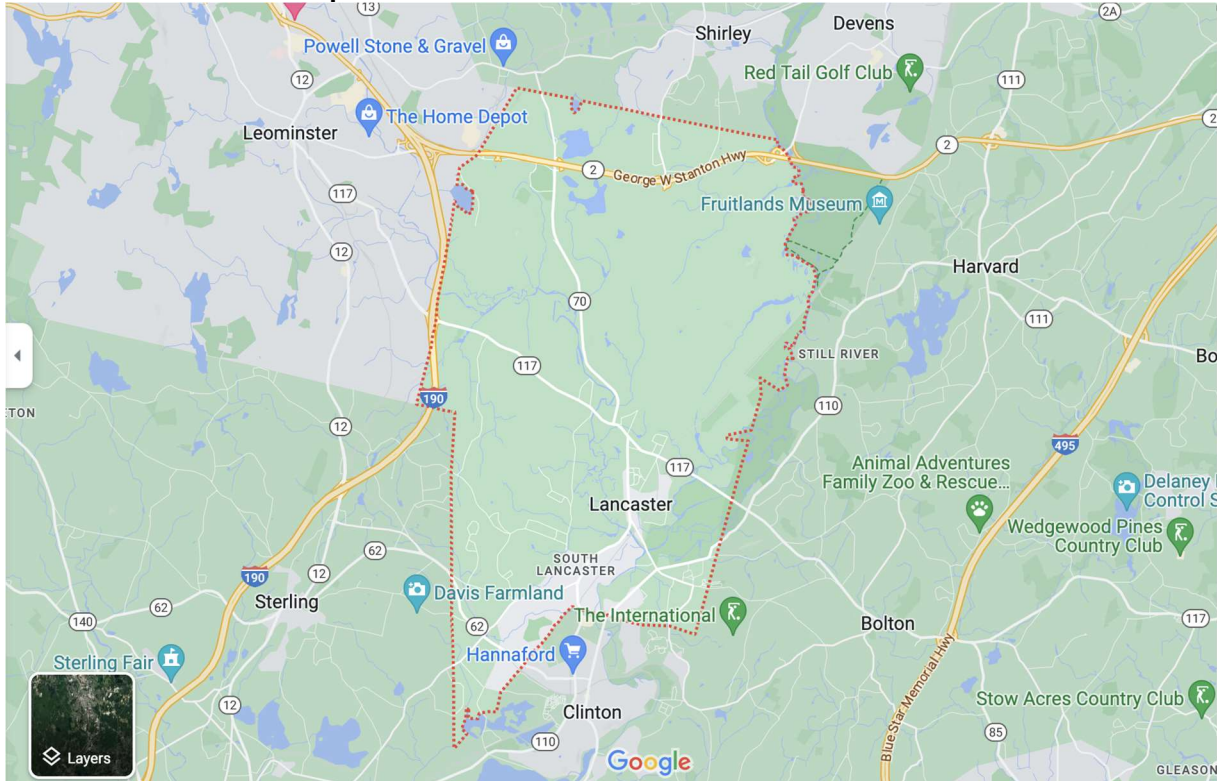 13
2A
Powell Stone & Gravel
Shirley
Devens
12
Red Tail Golf Club
111
The Home Depot
Leominster
2
2
2
George W Stanton Hwy
117
Fruitlands Museum
12
Harvard
70
111
STILL RIVER
117
Bo
190
110
ETON
12
495
Animal Adventures
Family Zoo & Rescue...
117
Delaney
Control S
Lancaster
Wedgewood Pines
Country Club
62
SOUTH
LANCASTER
190
12
Davis Farmland
Sterling
62
The International
140
62
Bolton
117
Hannaford
Sterling Fair
Blue Star Memorial Hwy
Stow Acres Country Club
12
Clinton
110
85
Layers
Google
GLEASON